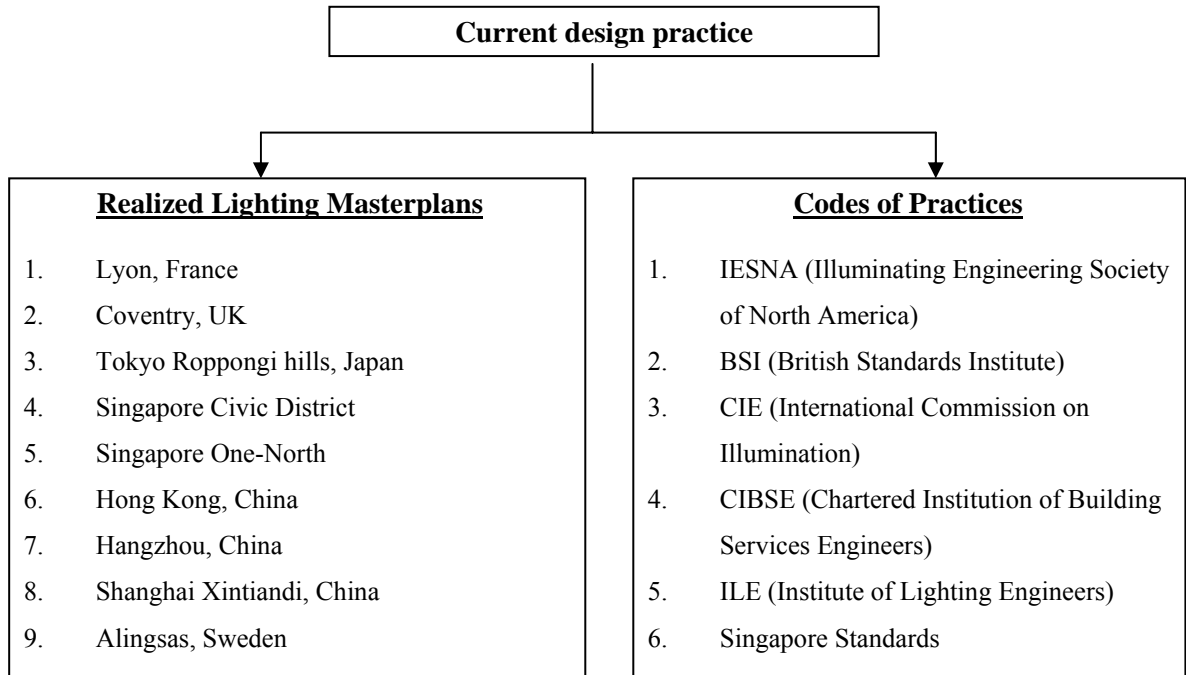 Current design practice
Realized Lighting Masterplans
1. Lyon, France
2. Coventry, UK
3. Tokyo Roppongi hills, Japan
4. Singapore Civic District
5. Singapore One-North
6. Hong Kong, China
7. Hangzhou, China
8. Shanghai Xintiandi, China
9. Alingsas, Sweden
Codes of Practices
1. IESNA (Illuminating Engineering Society
of North America)
2. BSI (British Standards Institute)
3. CIE (International Commission on
Illumination)
4. CIBSE (Chartered Institution of Building
Services Engineers)
5. ILE (Institute of Lighting Engineers)
6. Singapore Standards